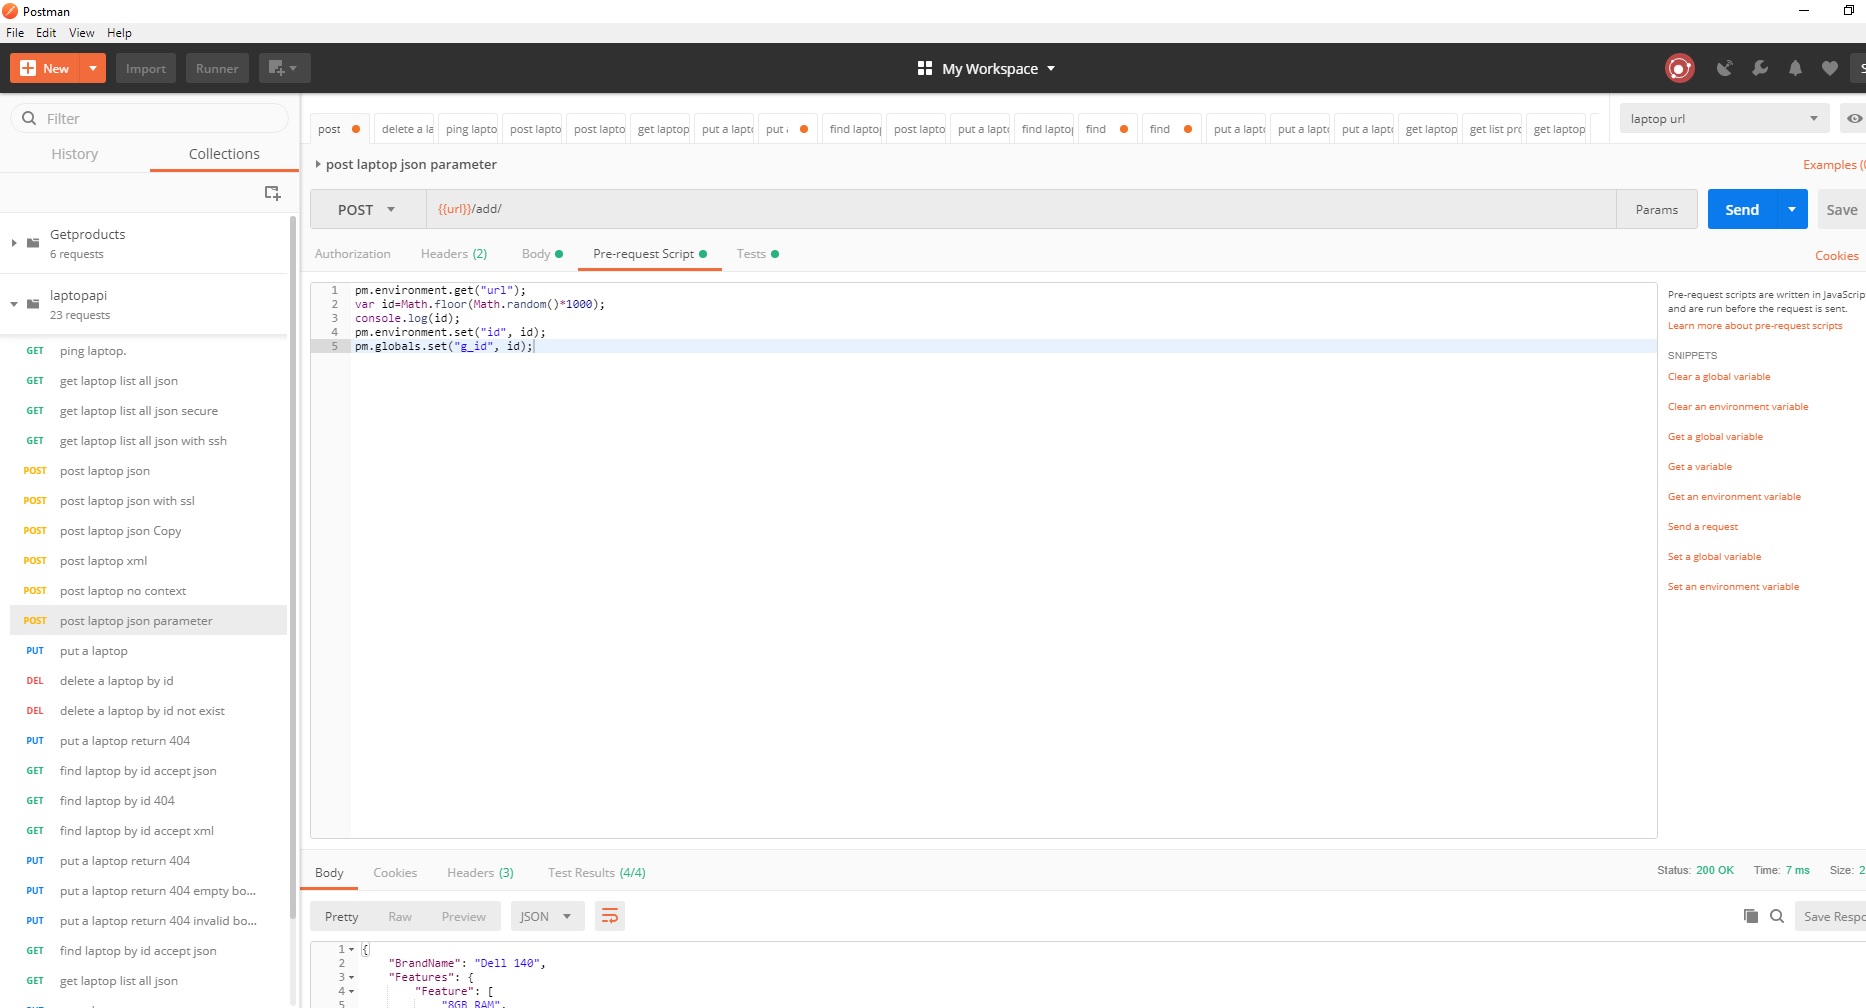 Postman
File Edit View Help
New Import Runner My Workspace
Filter
History Collections
Getproducts
6 requests
laptopapi
23 requests
GET ping laptop.
GET get laptop list all json
GET get laptop list all json secure
GET get laptop list all json with ssh
POST post laptop json
POST post laptop json with ssl
POST post laptop json Copy
POST post laptop xml
POST post laptop no context
POST post laptop json parameter
PUT put a laptop
DEL delete a laptop by id
DEL delete a laptop by id not exist
PUT put a laptop return 404
GET find laptop by id accept json
GET find laptop by id 404
GET find laptop by id accept xml
PUT put a laptop return 404
PUT put a laptop return 404 empty bo...
PUT put a laptop return 404 invalid bo...
GET find laptop by id accept json
GET get laptop list all json
post delete a la ping lapto post lapto post lapto get laptop put a lapt put find laptop post lapto put a lapt find laptop find find put a lapt put a lapt put a lapt get laptop get list pro get laptop
laptop url
post laptop json parameter
Examples (0
POST {{url}}/add/ Params Send Save
Authorization Headers (2) Body Pre-request Script Tests Cookies
1 pm.environment.get("url");
2 var id=Math.floor(Math.random()*1000);
3 console.log(id);
4 pm.environment.set("id", id);
5 pm.globals.set("g_id", id);
Pre-request scripts are written in JavaScrip
and are run before the request is sent.
Learn more about pre-request scripts
SNIPPETS
Clear a global variable
Clear an environment variable
Get a global variable
Get a variable
Get an environment variable
Send a request
Set a global variable
Set an environment variable
Body Cookies Headers (3) Test Results (4/4) Status: 200 OK Time: 7 ms Size: 2
Pretty Raw Preview JSON Save Respo
1 {
2 "BrandName": "Dell 140",
3 "Features": {
4 "Feature": [
5 "8GB RAM",